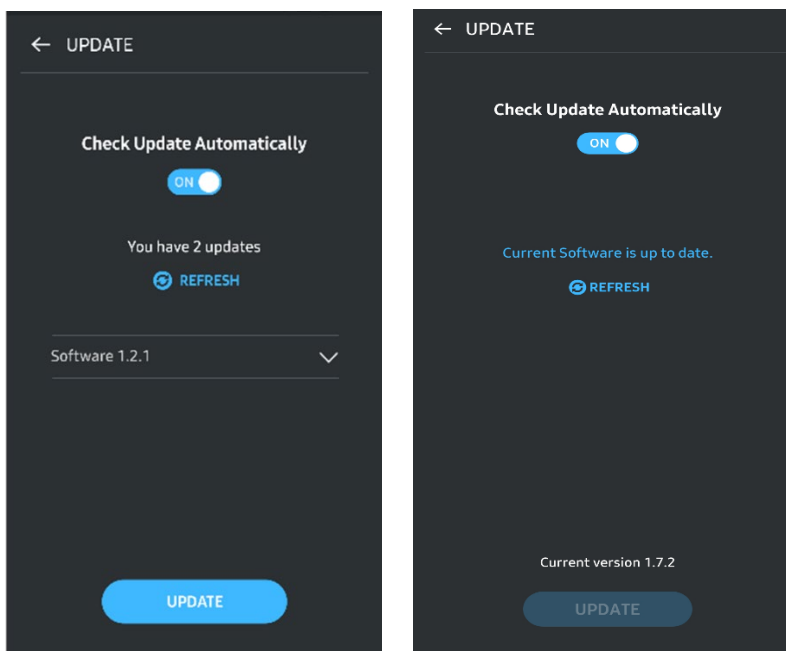 UPDATE
Check Update Automatically
ON
You have 2 updates
REFRESH
Software 1.2.1
UPDATE
UPDATE
Check Update Automatically
ON
Current Software is up to date.
REFRESH
Current version 1.7.2
UPDATE